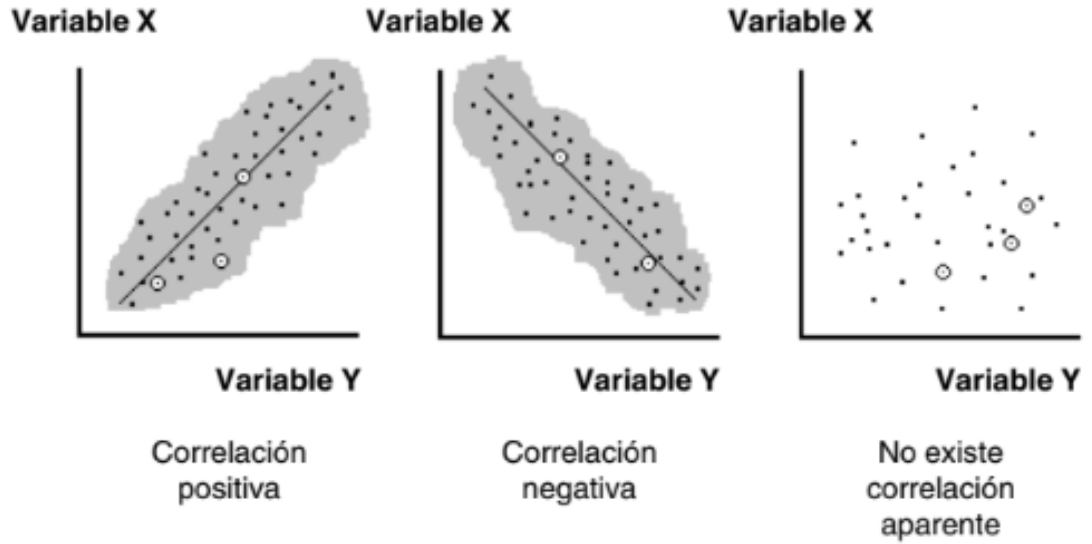 Variable X
Variable X
Variable X
Variable Y
Variable Y
Variable Y
Correlación
positiva
Correlación
negativa
No existe
correlación
aparente